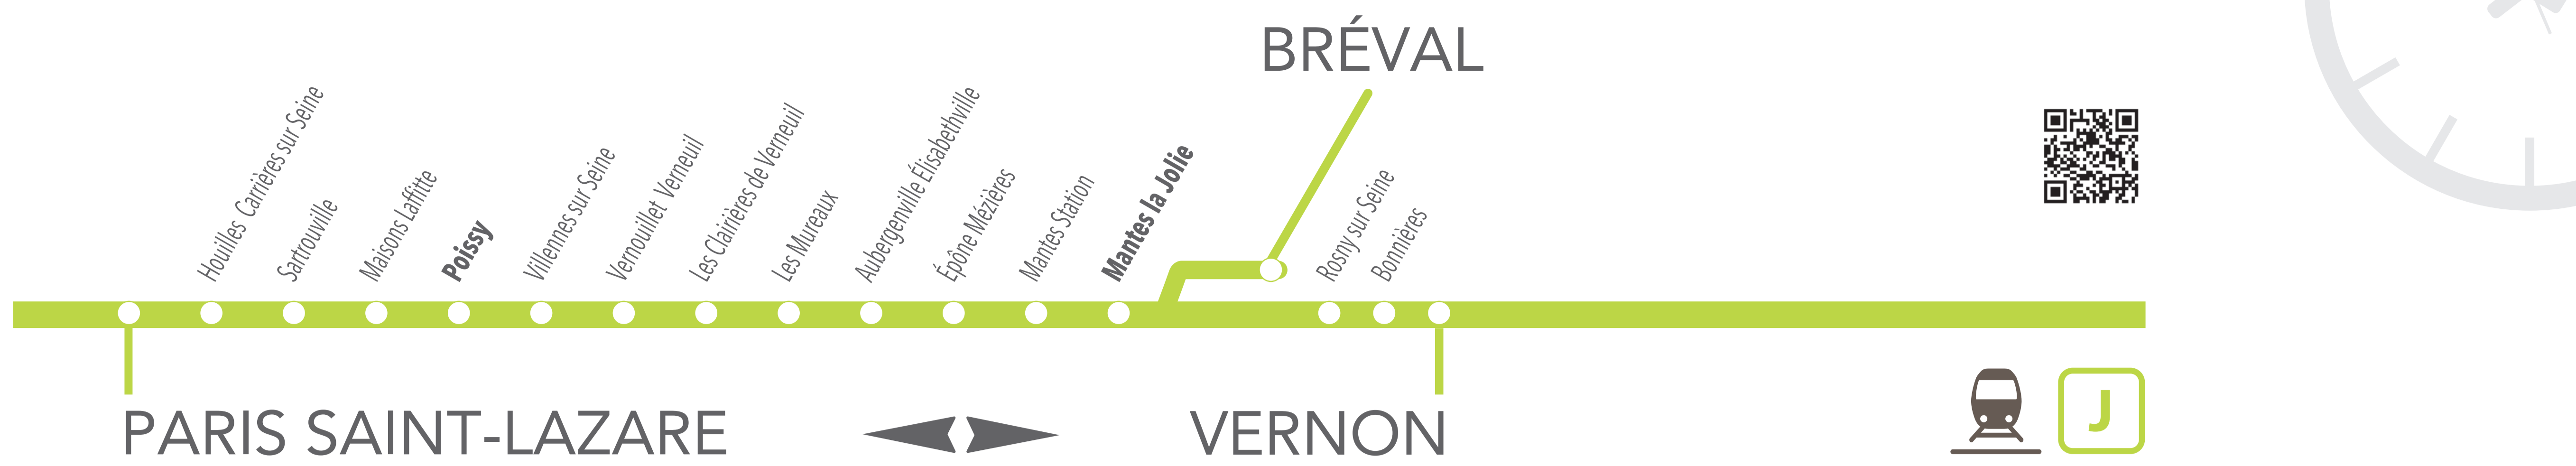 BRÉVAL
Houilles Carrières sur Seine
Sartrouville
Maisons Laffitte
Poissy
Villennes sur Seine
Vernouillet Verneuil
Les Clairières de Verneuil
Les Mureaux
Aubergenville Élisabethville
Épône Mézières
Mantes Station
Mantes la Jolie
Rosny sur Seine
Bonnières
PARIS SAINT-LAZARE
VERNON
J